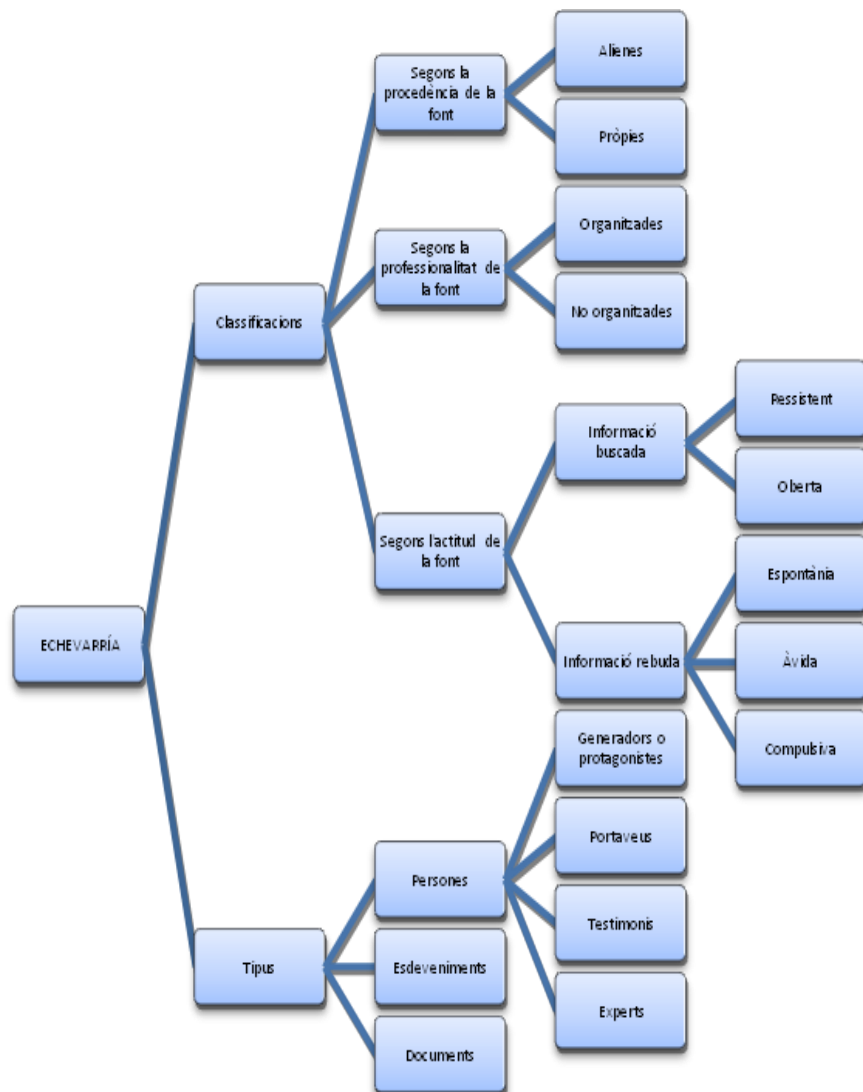 ECHEVARRÍA
Classificacions
Segons la
procedència de la
font
Alienes
Pròpies
Segons la
professionalitat de
la font
Organitzades
No organitzades
Segons l'actitud de
la font
Informació
buscada
Ressistent
Oberta
Informació rebuda
Espontània
Àvida
Compulsiva
Tipus
Persones
Generadors o
protagonistes
Portaveus
Testimonis
Experts
Esdeveniments
Documents